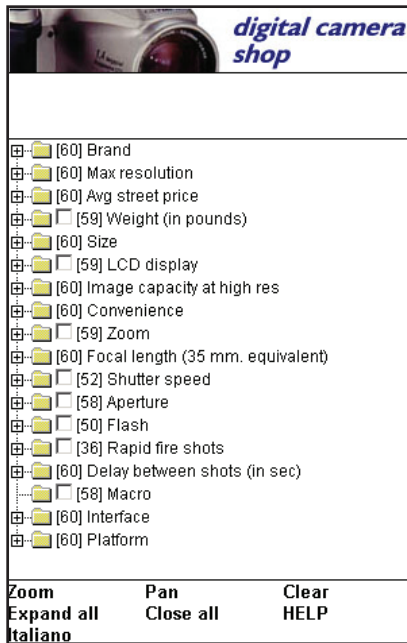 digital camera
shop
[60] Brand
[60] Max resolution
[60] Avg street price
[59] Weight (in pounds)
[60] Size
[59] LCD display
[60] Image capacity at high res
[60] Convenience
[59] Zoom
[60] Focal length (35 mm. equivalent)
[52] Shutter speed
[58] Aperture
[50] Flash
[36] Rapid fire shots
[60] Delay between shots (in sec)
[58] Macro
[60] Interface
[60] Platform
Zoom Pan Clear
Expand all Close all HELP
Italiano